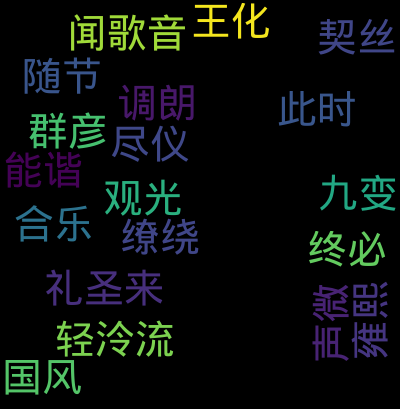 王化
闻歌音
契丝
随节
调朗
此时
群彦
尽仪
能谐
观光
九变
合乐
缭绕
终必
礼圣来
声微
雍熙
轻泠流
国风